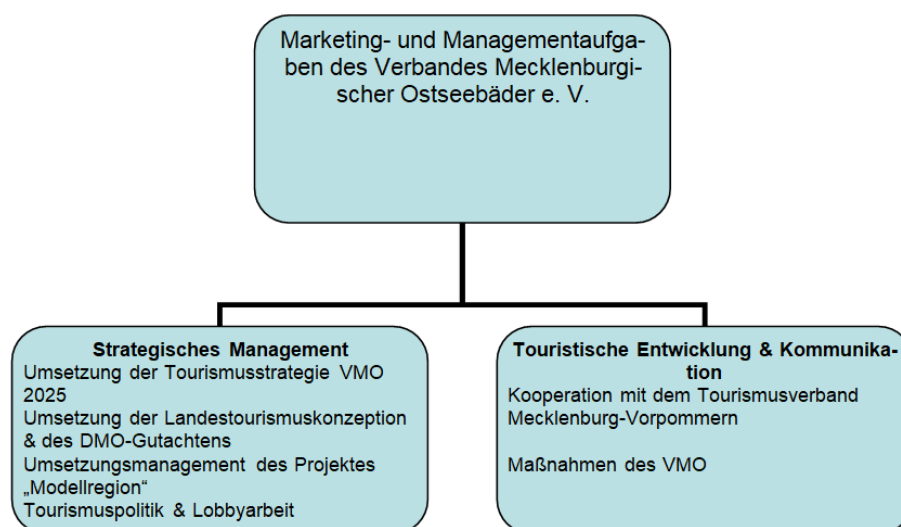 Marketing- und Managementaufga-
ben des Verbandes Mecklenburgi-
scher Ostseebäder e. V.
Strategisches Management
Umsetzung der Tourismusstrategie VMO
2025
Umsetzung der Landestourismuskonzeption
& des DMO-Gutachtens
Umsetzungsmanagement des Projektes
„Modellregion“
Tourismuspolitik & Lobbyarbeit
Touristische Entwicklung & Kommunika-
tion
Kooperation mit dem Tourismusverband
Mecklenburg-Vorpommern
Maßnahmen des VMO